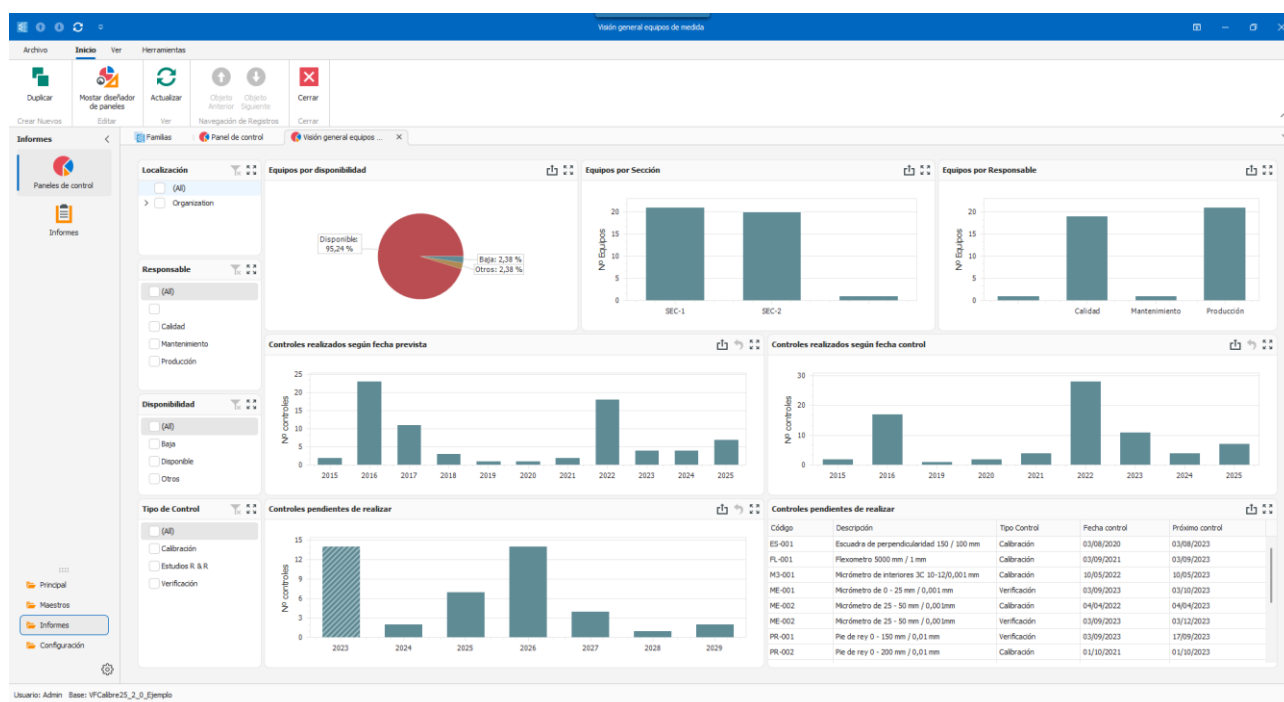 Visión general equipos de medida
Archivo Inicio Ver Herramientas
Duplicar
Mostar diseñador de paneles
Actualizar
Objeto Anterior
Objeto Siguiente
Cerrar
Crear Nuevos Editar Ver Navegación de Registros Cerrar
Informes
Familias Panel de control Visión general equipos ...
Paneles de control
Informes
Principal
Maestros
Informes
Configuración
Localización
(All)
Organization
Responsable
(All)
Calidad
Mantenimiento
Producción
Disponibilidad
(All)
Baja
Disponible
Otros
Tipo de Control
(All)
Calibración
Estudios R & R
Verificación
Equipos por disponibilidad
Disponible:
95,24 %
Baja: 2,38 %
Otros: 2,38 %
Equipos por Sección
Nº Equipos
20
15
10
5
0
SEC-1 SEC-2
Equipos por Responsable
Nº Equipos
20
15
10
5
0
Calidad Mantenimiento Producción
Controles realizados según fecha prevista
Nº controles
25
20
15
10
5
0
2015 2016 2017 2018 2019 2020 2021 2022 2023 2024 2025
Controles realizados según fecha control
Nº controles
30
20
10
0
2015 2016 2019 2020 2021 2022 2023 2024 2025
Controles pendientes de realizar
Nº controles
15
12
9
6
3
0
2023 2024 2025 2026 2027 2028 2029
Controles pendientes de realizar
Código Descripción Tipo Control Fecha control Próximo control
ES-001 Escuadra de perpendicularidad 150 / 100 mm Calibración 03/08/2020 03/08/2023
FL-001 Flexometro 5000 mm / 1 mm Calibración 03/09/2021 03/09/2023
M3-001 Micrómetro de interiores 3C 10-12/0,001 mm Calibración 10/05/2022 10/05/2023
ME-001 Micrómetro de 0 - 25 mm / 0,001 mm Verificación 03/09/2023 03/10/2023
ME-002 Micrómetro de 25 - 50 mm / 0,001mm Calibración 04/04/2022 04/04/2023
ME-002 Micrómetro de 25 - 50 mm / 0,001mm Verificación 03/09/2023 03/12/2023
PR-001 Pie de rey 0 - 150 mm / 0,01 mm Verificación 03/09/2023 17/09/2023
PR-002 Pie de rey 0 - 200 mm / 0,01 mm Calibración 01/10/2021 01/10/2023
Usuario: Admin Base: VFCalibre25_2_0_Ejemplo